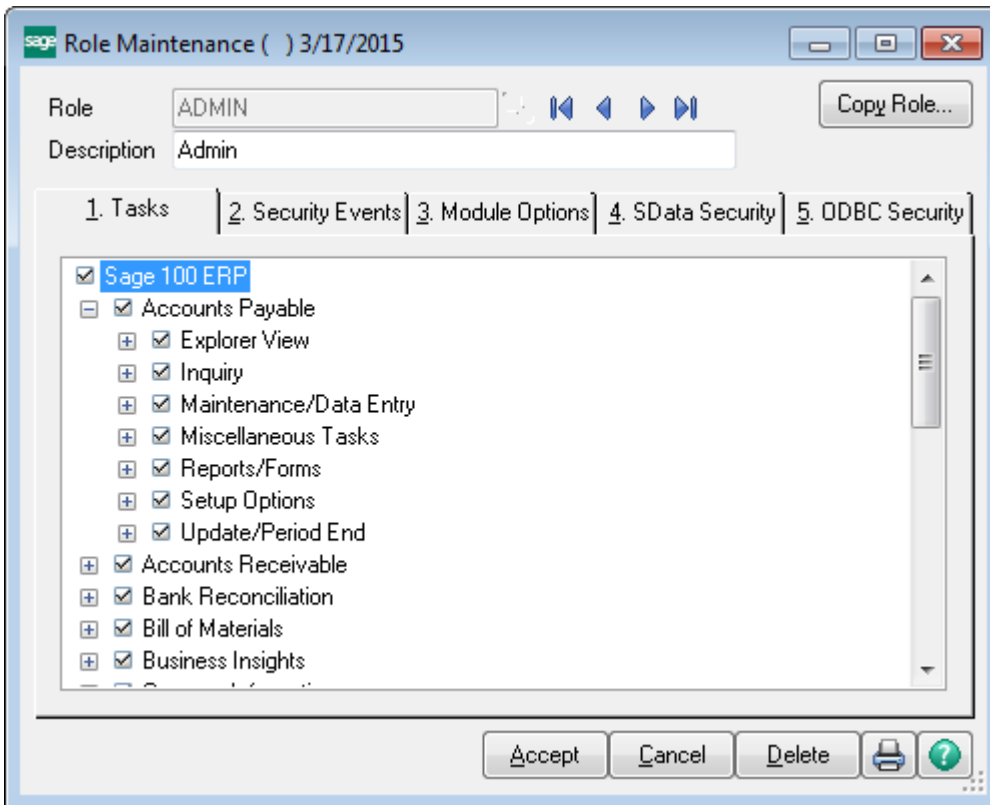 sage Role Maintenance ( ) 3/17/2015
Role ADMIN Copy Role...
Description Admin
1. Tasks 2. Security Events 3. Module Options 4. SData Security 5. ODBC Security
Sage 100 ERP
Accounts Payable
Explorer View
Inquiry
Maintenance/Data Entry
Miscellaneous Tasks
Reports/Forms
Setup Options
Update/Period End
Accounts Receivable
Bank Reconciliation
Bill of Materials
Business Insights
Accept Cancel Delete ?